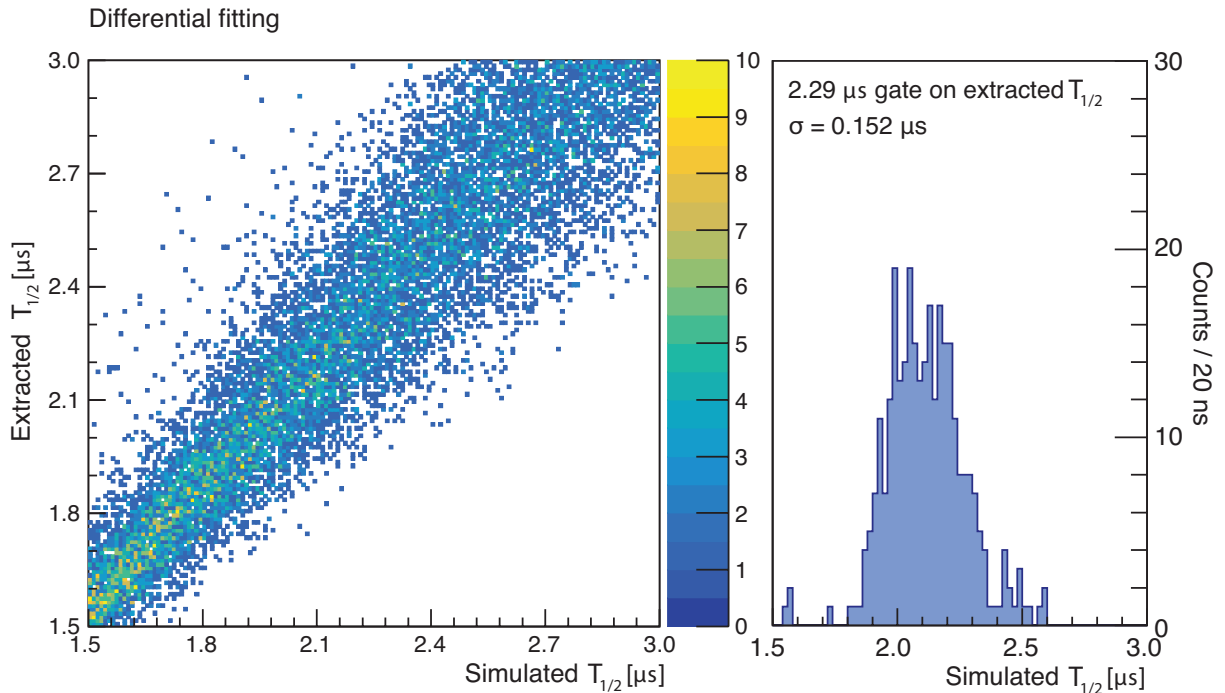 Differential fitting
3.0
2.7
2.4
2.1
1.8
1.5
Extracted T1/2 [μs]
1.5 1.8 2.1 2.4 2.7 3.0
Simulated T1/2 [μs]
10
9
8
7
6
5
4
3
2
1
0
2.29 μs gate on extracted T1/2
σ = 0.152 μs
30
20
10
0
Counts / 20 ns
1.5 2.0 2.5 3.0
Simulated T1/2 [μs]